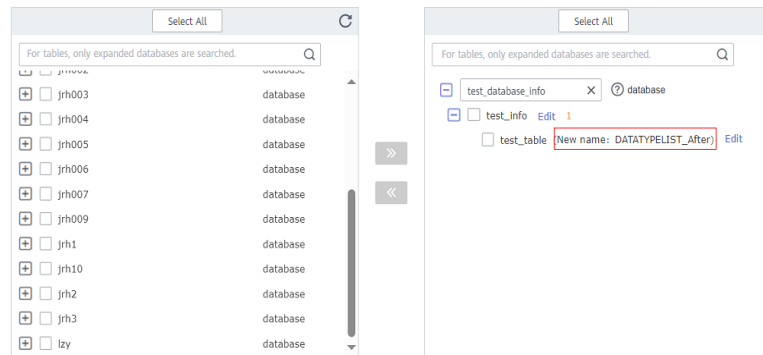 Select All
For tables, only expanded databases are searched.
jrh002 database
jrh003 database
jrh004 database
jrh005 database
jrh006 database
jrh007 database
jrh009 database
jrh1 database
jrh10 database
jrh2 database
jrh3 database
lzy database
Select All
For tables, only expanded databases are searched.
test_database_info database
test_info Edit 1
test_table (New name: DATATYPELIST_After) Edit